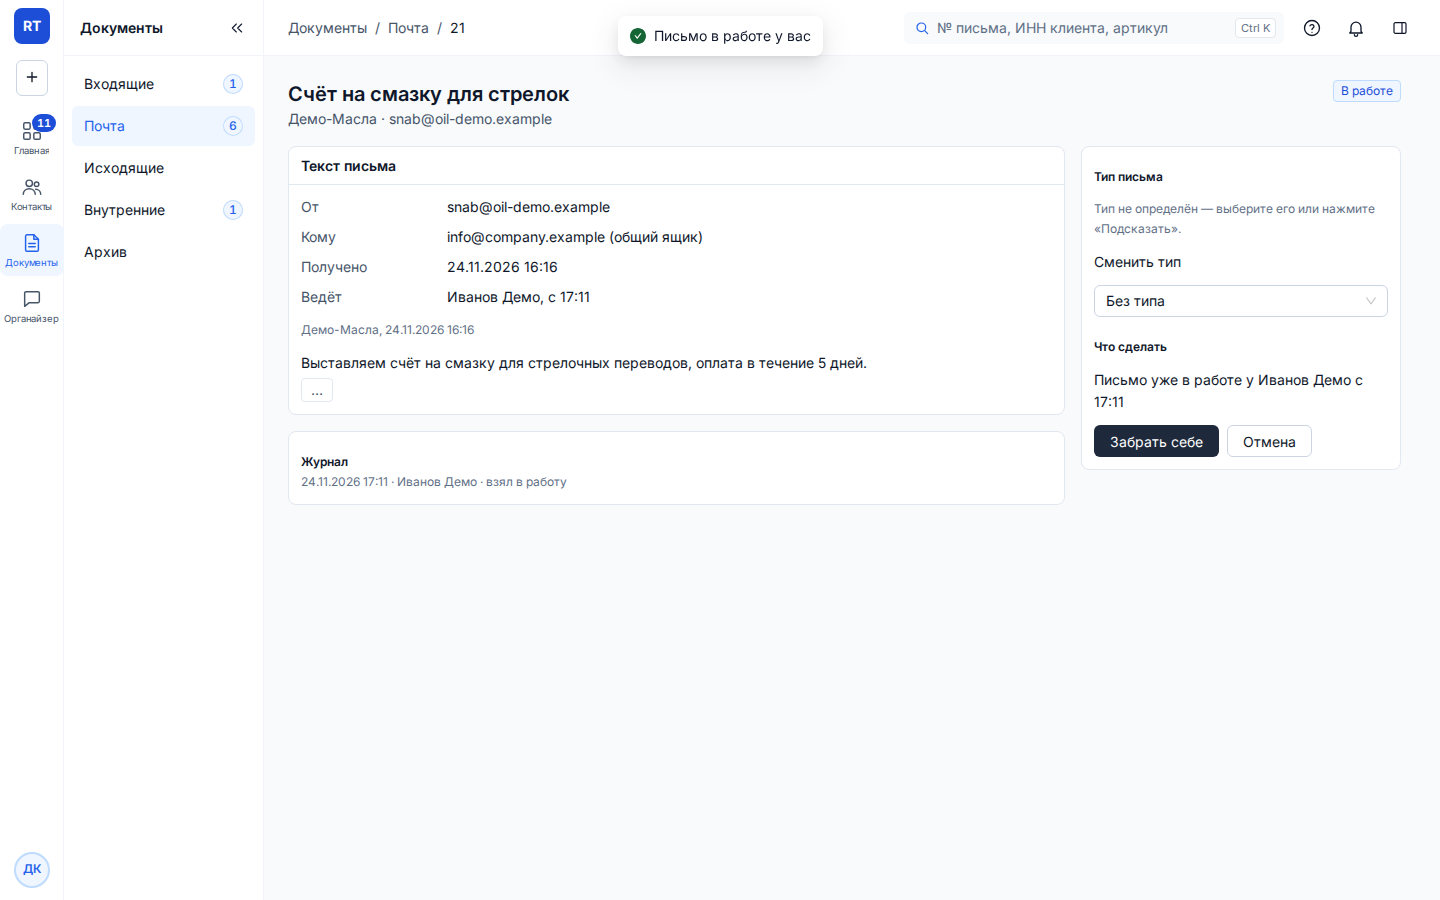 RT
Документы
Документы / Почта / 21
Письмо в работе у вас
№ письма, ИНН клиента, артикул
Ctrl K
+
11
Главная
Контакты
Документы
Органайзер
ДК
Входящие 1
Почта 6
Исходящие
Внутренние 1
Архив
Счёт на смазку для стрелок
Демо-Масла · snab@oil-demo.example
В работе
Текст письма
От snab@oil-demo.example
Кому info@company.example (общий ящик)
Получено 24.11.2026 16:16
Ведёт Иванов Демо, с 17:11
Демо-Масла, 24.11.2026 16:16
Выставляем счёт на смазку для стрелочных переводов, оплата в течение 5 дней.
...
Журнал
24.11.2026 17:11 · Иванов Демо · взял в работу
Тип письма
Тип не определён — выберите его или нажмите
«Подсказать».
Сменить тип
Без типа
Что сделать
Письмо уже в работе у Иванов Демо с
17:11
Забрать себе
Отмена